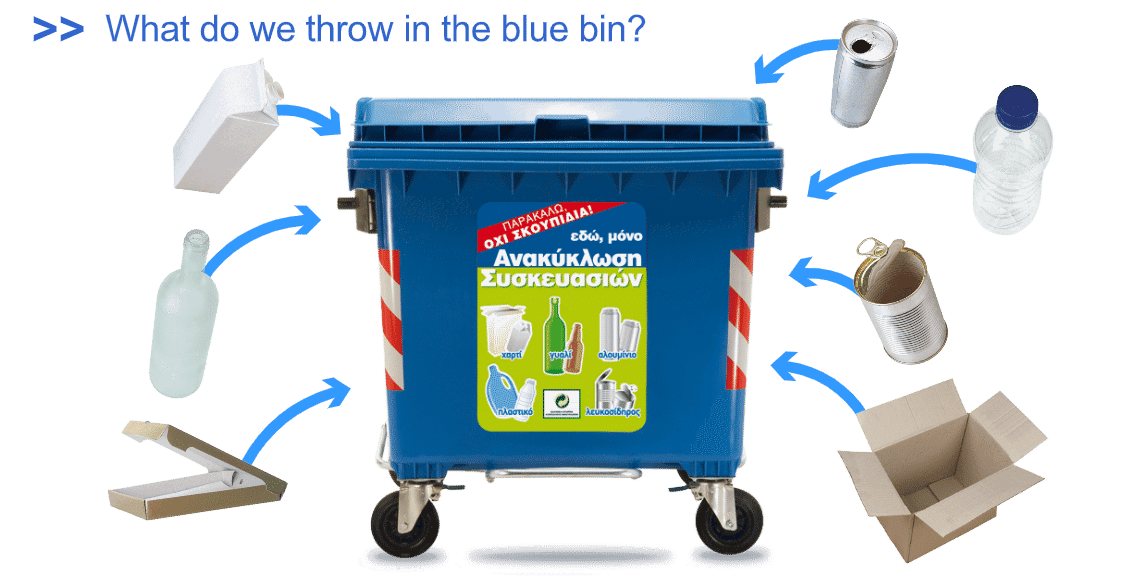 >> What do we throw in the blue bin?
ΠΑΡΑΚΑΛΩ,
ΟΧΙ ΣΚΟΥΠΙΔΙΑ!
εδώ, μόνο
Ανακύκλωση
Συσκευασιών
χαρτί
γυαλί
αλουμίνιο
πλαστικό
λευκοσίδηρος